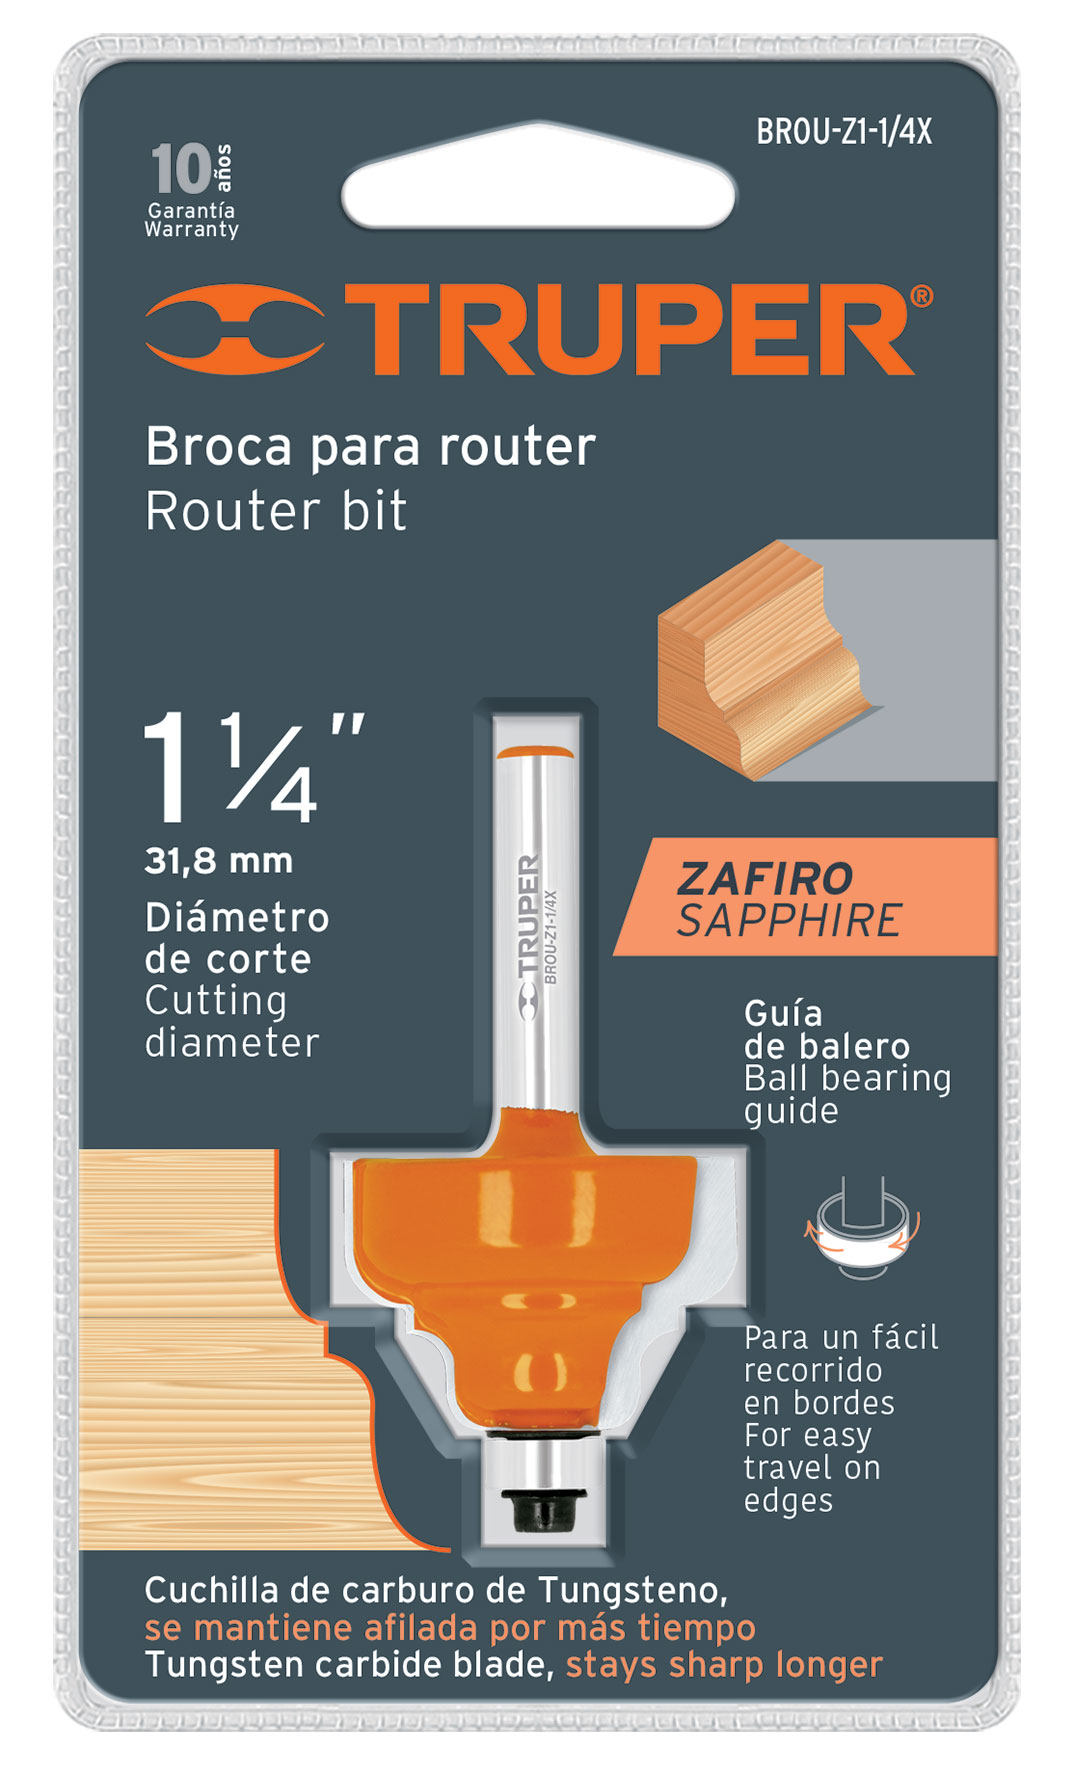 BROU-Z1-1/4X
10 años
Garantía
Warranty
TRUPER®
Broca para router
Router bit
1 1/4"
31,8 mm
Diámetro
de corte
Cutting
diameter
ZAFIRO
SAPPHIRE
TRUPER
BROU-Z1-1/4X
Guía
de balero
Ball bearing
guide
Para un fácil
recorrido
en bordes
For easy
travel on
edges
Cuchilla de carburo de Tungsteno,
se mantiene afilada por más tiempo
Tungsten carbide blade, stays sharp longer